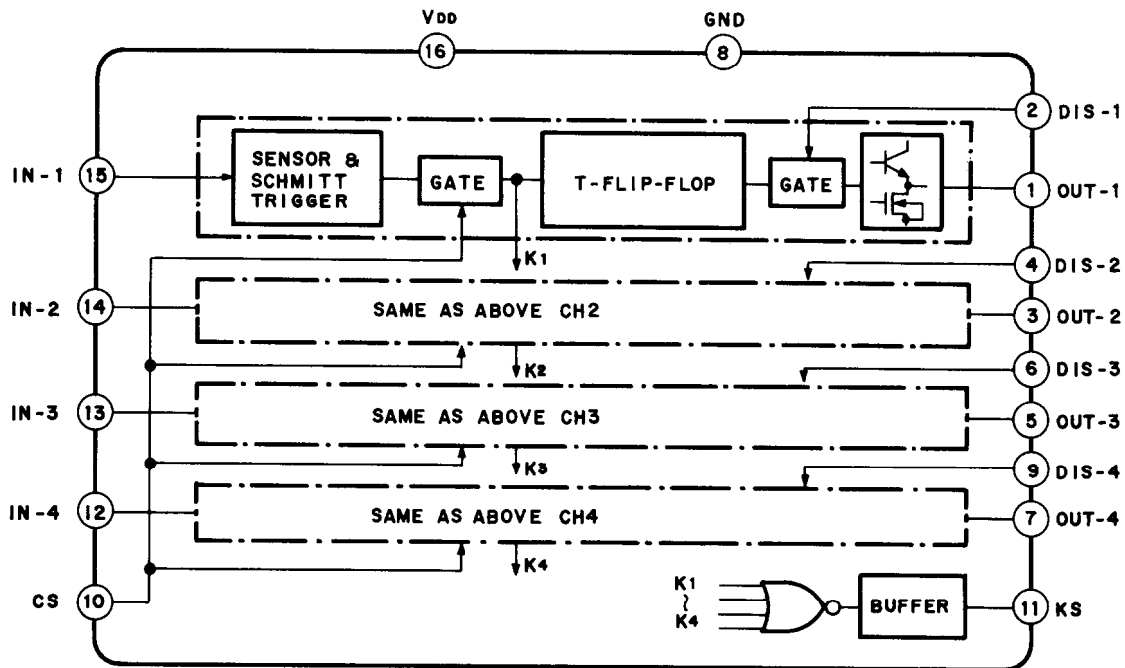 VDD
GND
16
8
2 DIS-1
IN-1 15
SENSOR &
SCHMITT
TRIGGER
GATE
T-FLIP-FLOP
GATE
1 OUT-1
K1
4 DIS-2
IN-2 14
SAME AS ABOVE CH2
3 OUT-2
K2
6 DIS-3
IN-3 13
SAME AS ABOVE CH3
5 OUT-3
K3
9 DIS-4
IN-4 12
SAME AS ABOVE CH4
7 OUT-4
K4
CS 10
K1
~
K4
BUFFER
11 KS